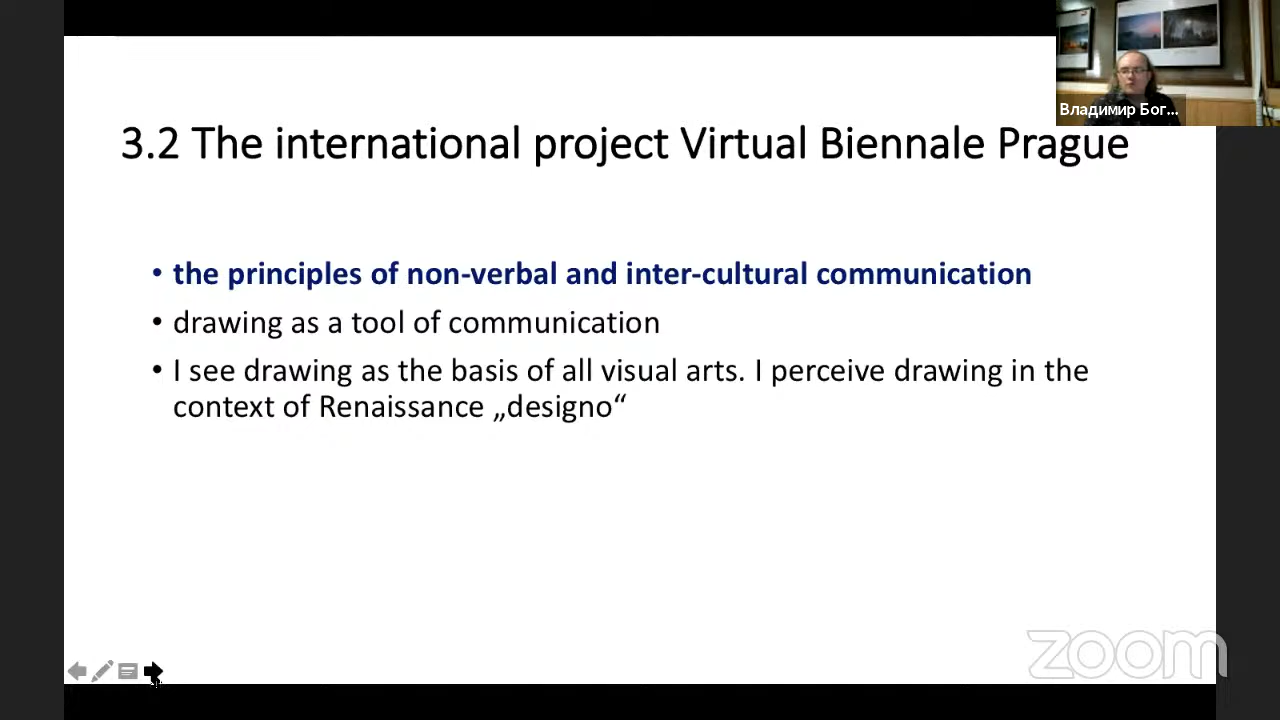 Владимир Бог...
3.2 The international project Virtual Biennale Prague
• the principles of non-verbal and inter-cultural communication
• drawing as a tool of communication
• I see drawing as the basis of all visual arts. I perceive drawing in the
context of Renaissance „designo“
zoom